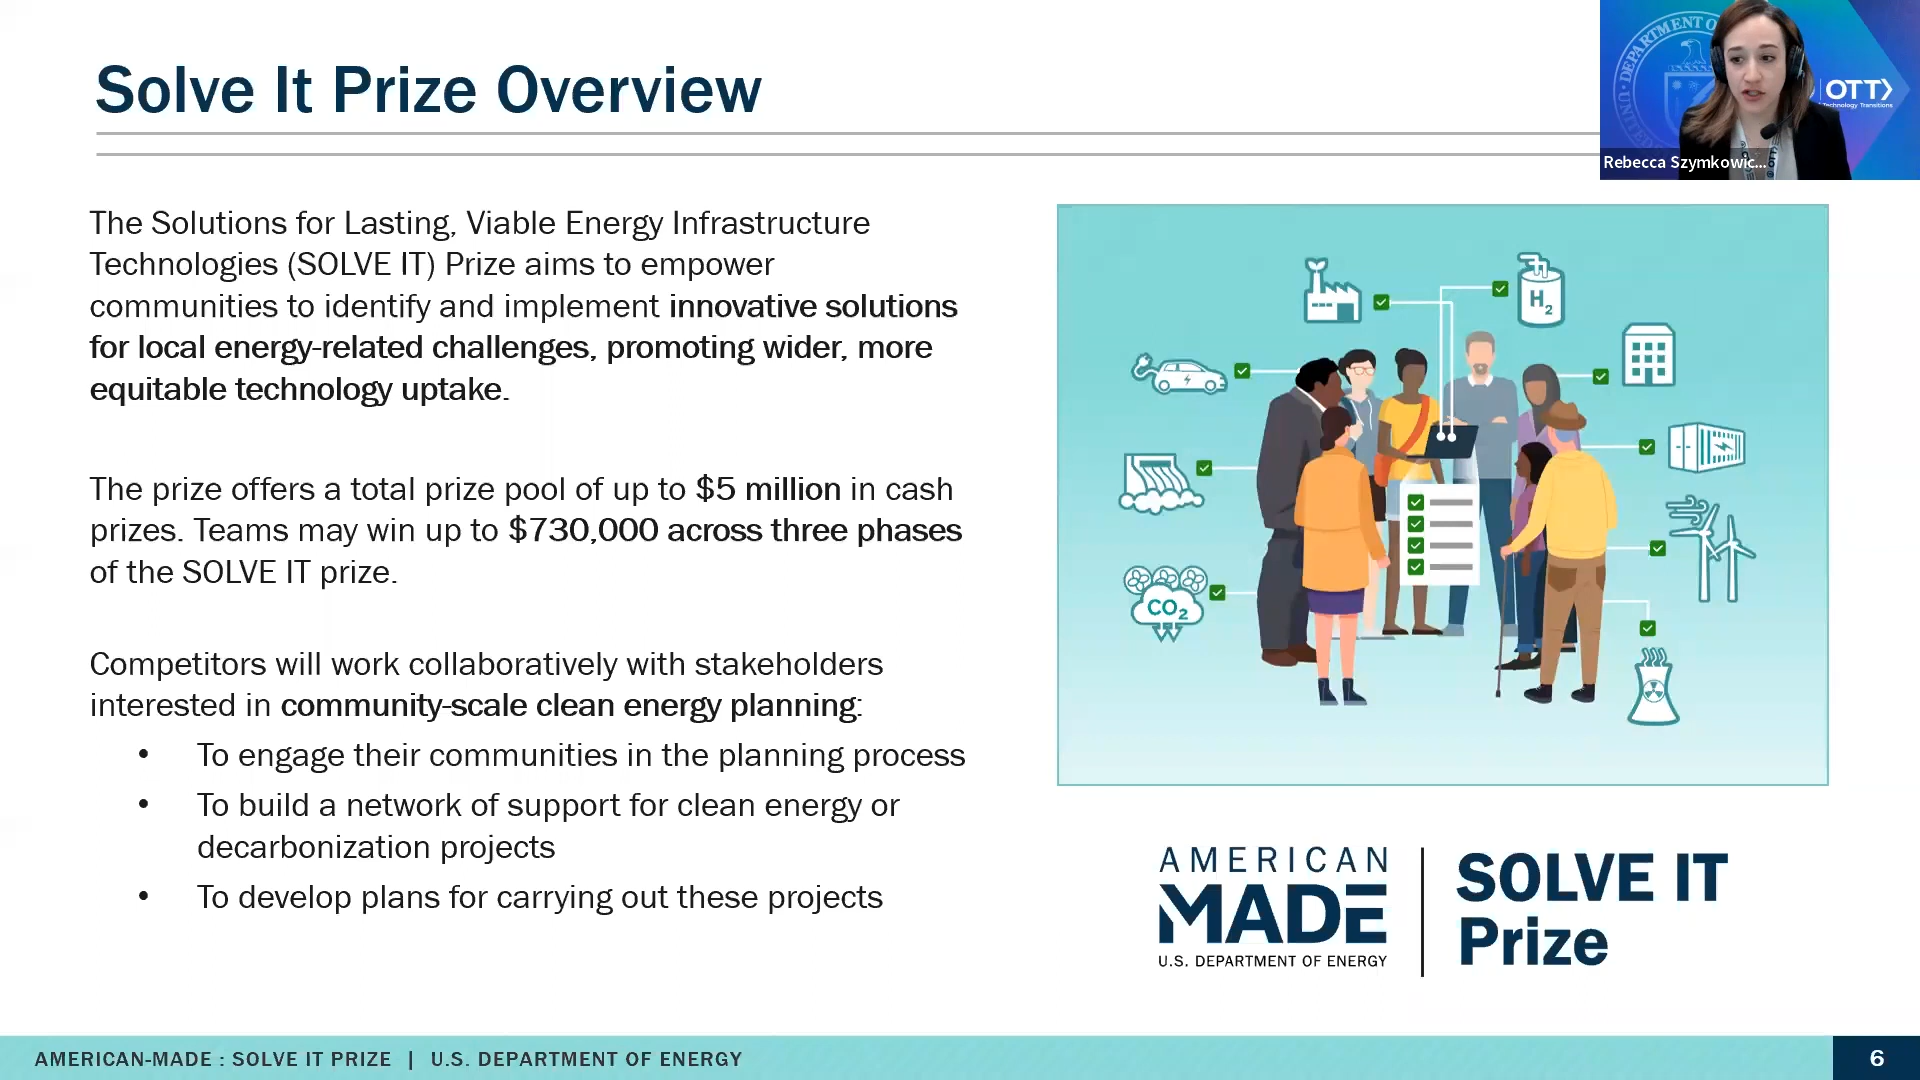 Solve It Prize Overview
The Solutions for Lasting, Viable Energy Infrastructure
Technologies (SOLVE IT) Prize aims to empower
communities to identify and implement innovative solutions
for local energy-related challenges, promoting wider, more
equitable technology uptake.
The prize offers a total prize pool of up to $5 million in cash
prizes. Teams may win up to $730,000 across three phases
of the SOLVE IT prize.
Competitors will work collaboratively with stakeholders
interested in community-scale clean energy planning:
• To engage their communities in the planning process
• To build a network of support for clean energy or
decarbonization projects
• To develop plans for carrying out these projects
DEPARTMENT O
UNITED
OTT
Technology Transitions
Rebecca Szymkowic...
H2
CO2
AMERICAN
MADE
U.S. DEPARTMENT OF ENERGY
SOLVE IT
Prize
AMERICAN-MADE : SOLVE IT PRIZE | U.S. DEPARTMENT OF ENERGY
6